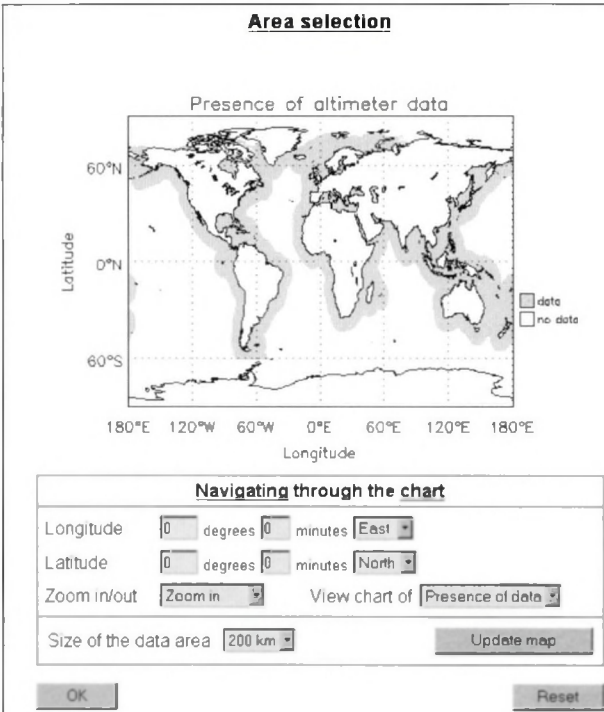 Area selection
Presence of altimeter data
60°N
0°N
60°S
Latitude
data
no data
180°E 120°W 60°W 0°E 60°E 120°E 180°E
Longitude
Navigating through the chart
Longitude 0 degrees 0 minutes East
Latitude 0 degrees 0 minutes North
Zoom in/out Zoom in View chart of Presence of data
Size of the data area 200 km Update map
OK Reset